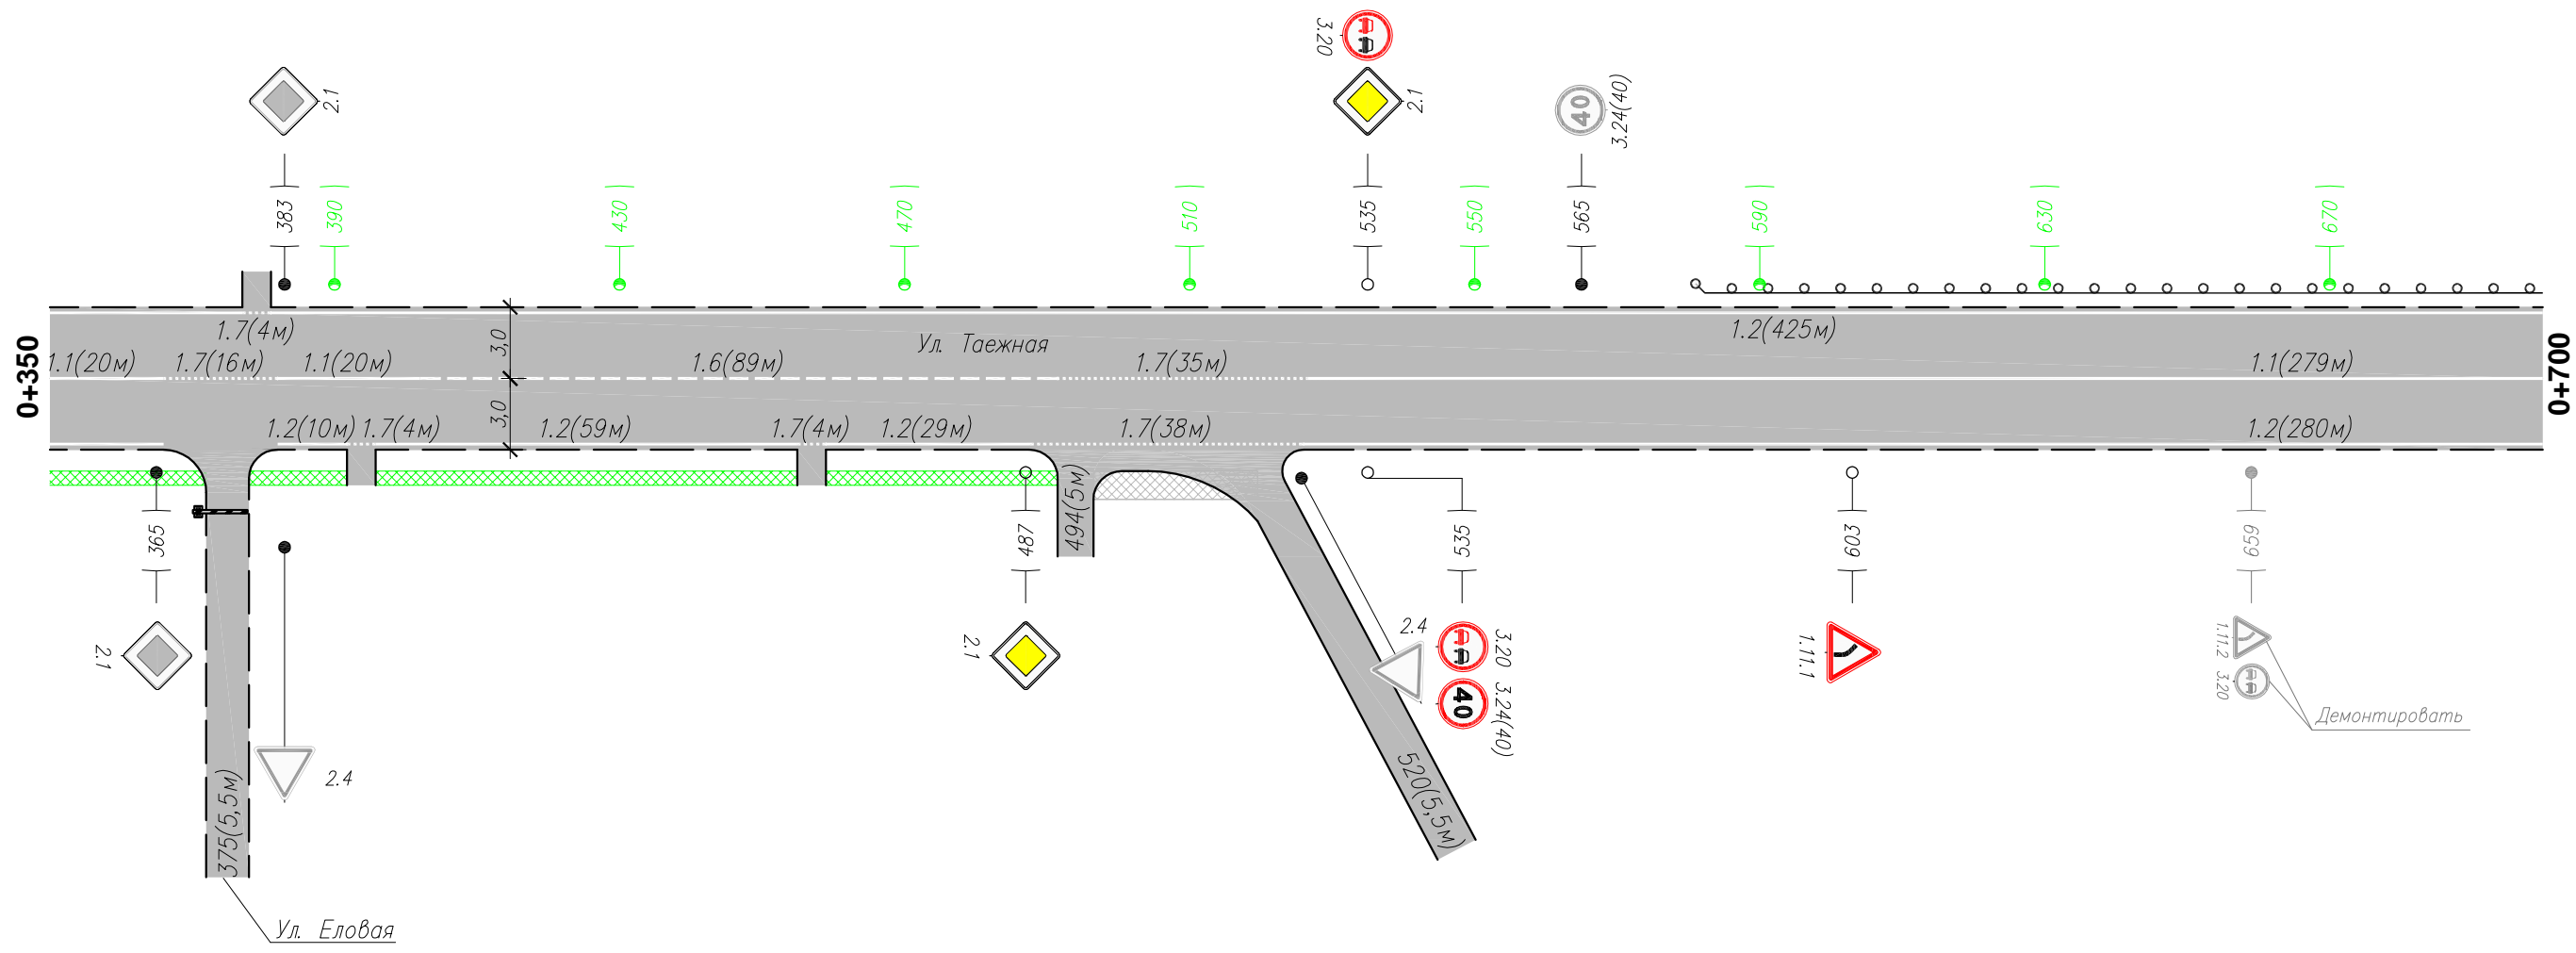 3.20
2.1
2.1
40
3.24(40)
383
390
430
470
510
535
550
565
590
630
670
0+350
0+700
1.7(4м)
Ул. Таежная
3,0
1.2(425м)
1.1(20м)
1.7(16м)
1.1(20м)
1.6(89м)
1.7(35м)
1.1(279м)
3,0
1.2(10м)
1.7(4м)
1.2(59м)
1.7(4м)
1.2(29м)
1.7(38м)
1.2(280м)
365
487
494(5м)
535
603
659
2.1
2.1
2.4
3.20
40
3.24(40)
1.11.1
1.11.2
3.20
Демонтировать
2.4
375(5,5м)
520(5,5м)
Ул. Еловая